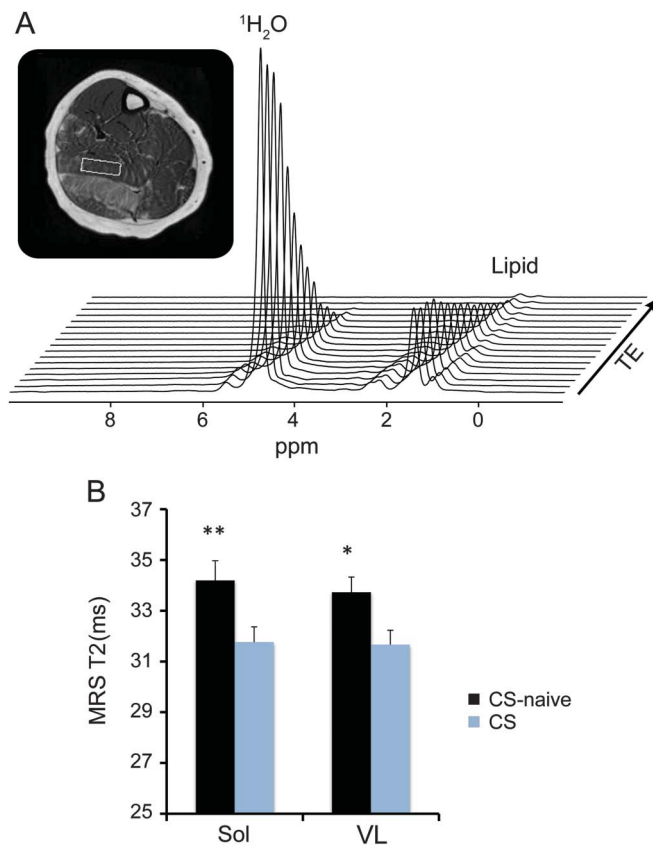 A
¹H₂O
Lipid
TE
8 6 4 2 0
ppm
B
37
35
33
31
29
27
25
MRS T2(ms)
** *
Sol VL
CS-naive
CS